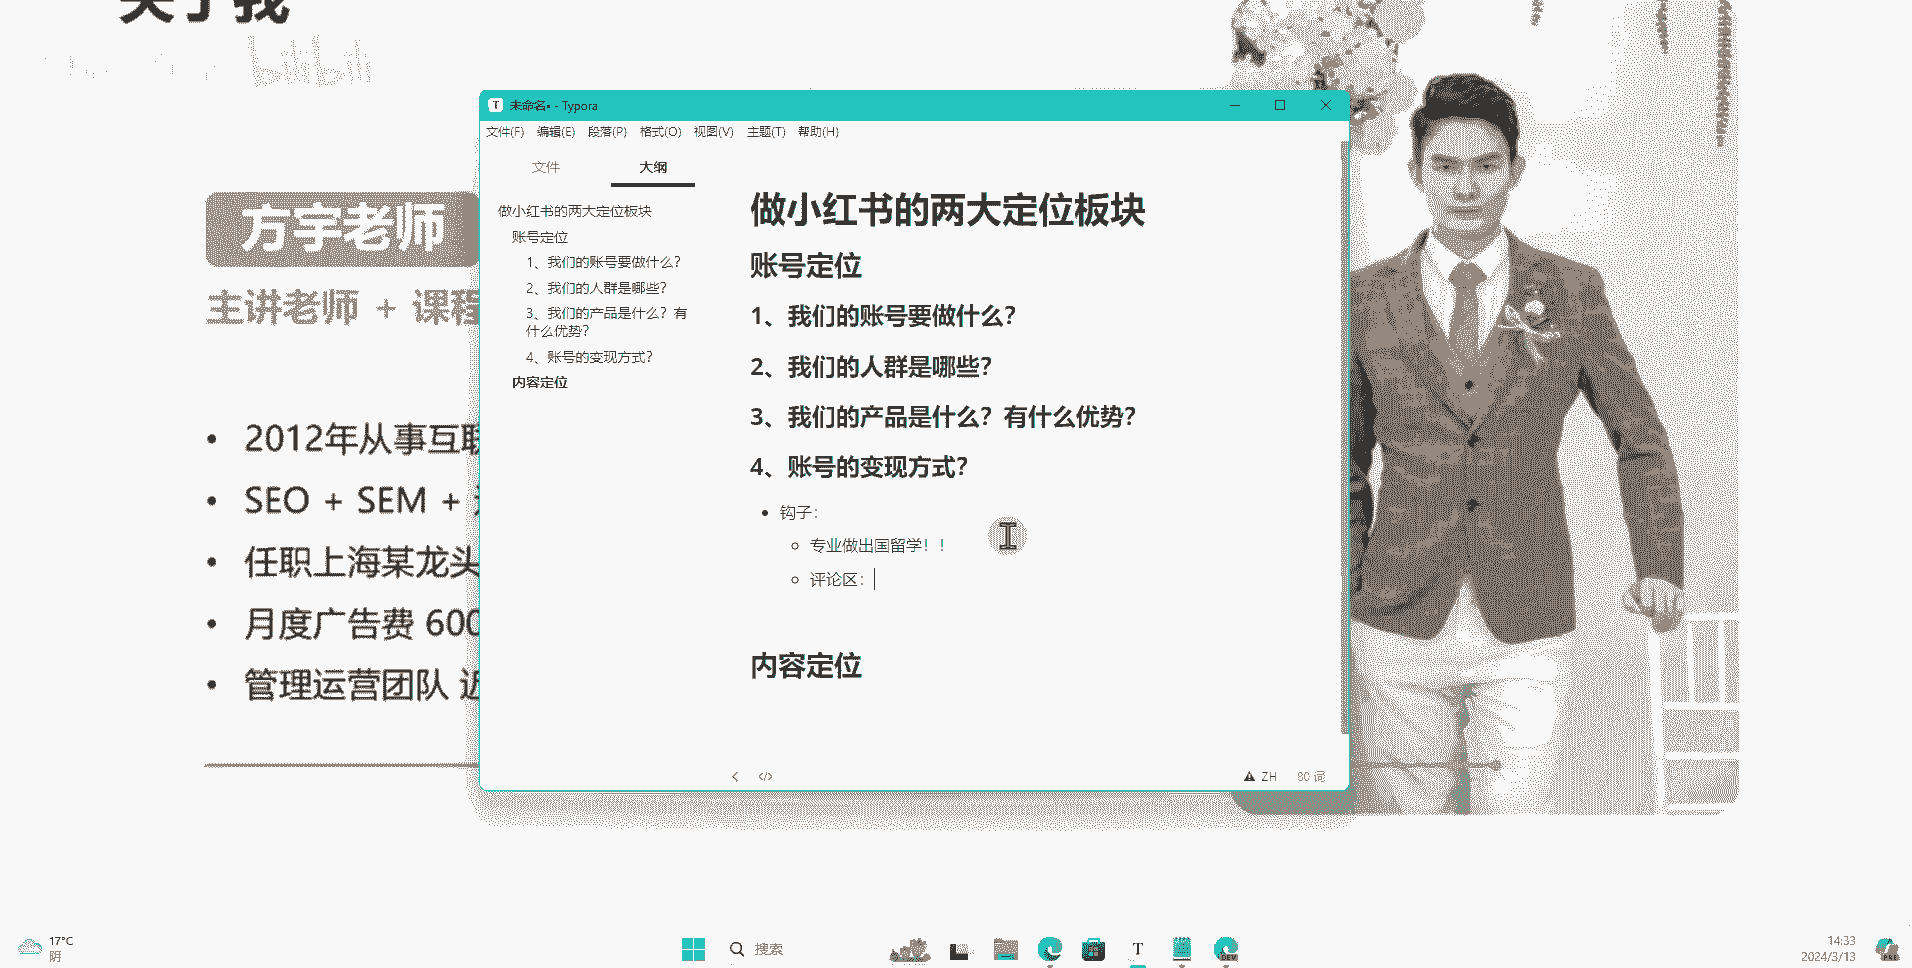 关于我
bilibili
方宇老师
主讲老师 + 课程
2012年从事互联
SEO + SEM +
任职上海某龙头
月度广告费 600
管理运营团队 近
未命名• - Typora
文件(F) 编辑(E) 段落(P) 格式(O) 视图(V) 主题(T) 帮助(H)
文件 大纲
做小红书的两大定位板块
账号定位
1、我们的账号要做什么？
2、我们的人群是哪些？
3、我们的产品是什么？有
什么优势？
4、账号的变现方式？
内容定位
做小红书的两大定位板块
账号定位
1、我们的账号要做什么？
2、我们的人群是哪些？
3、我们的产品是什么？有什么优势？
4、账号的变现方式？
钩子：
专业做出国留学！！
评论区：
内容定位
ZH 80 词
17°C
阴
搜索
T
DEV
14:33
2024/3/13
PRE